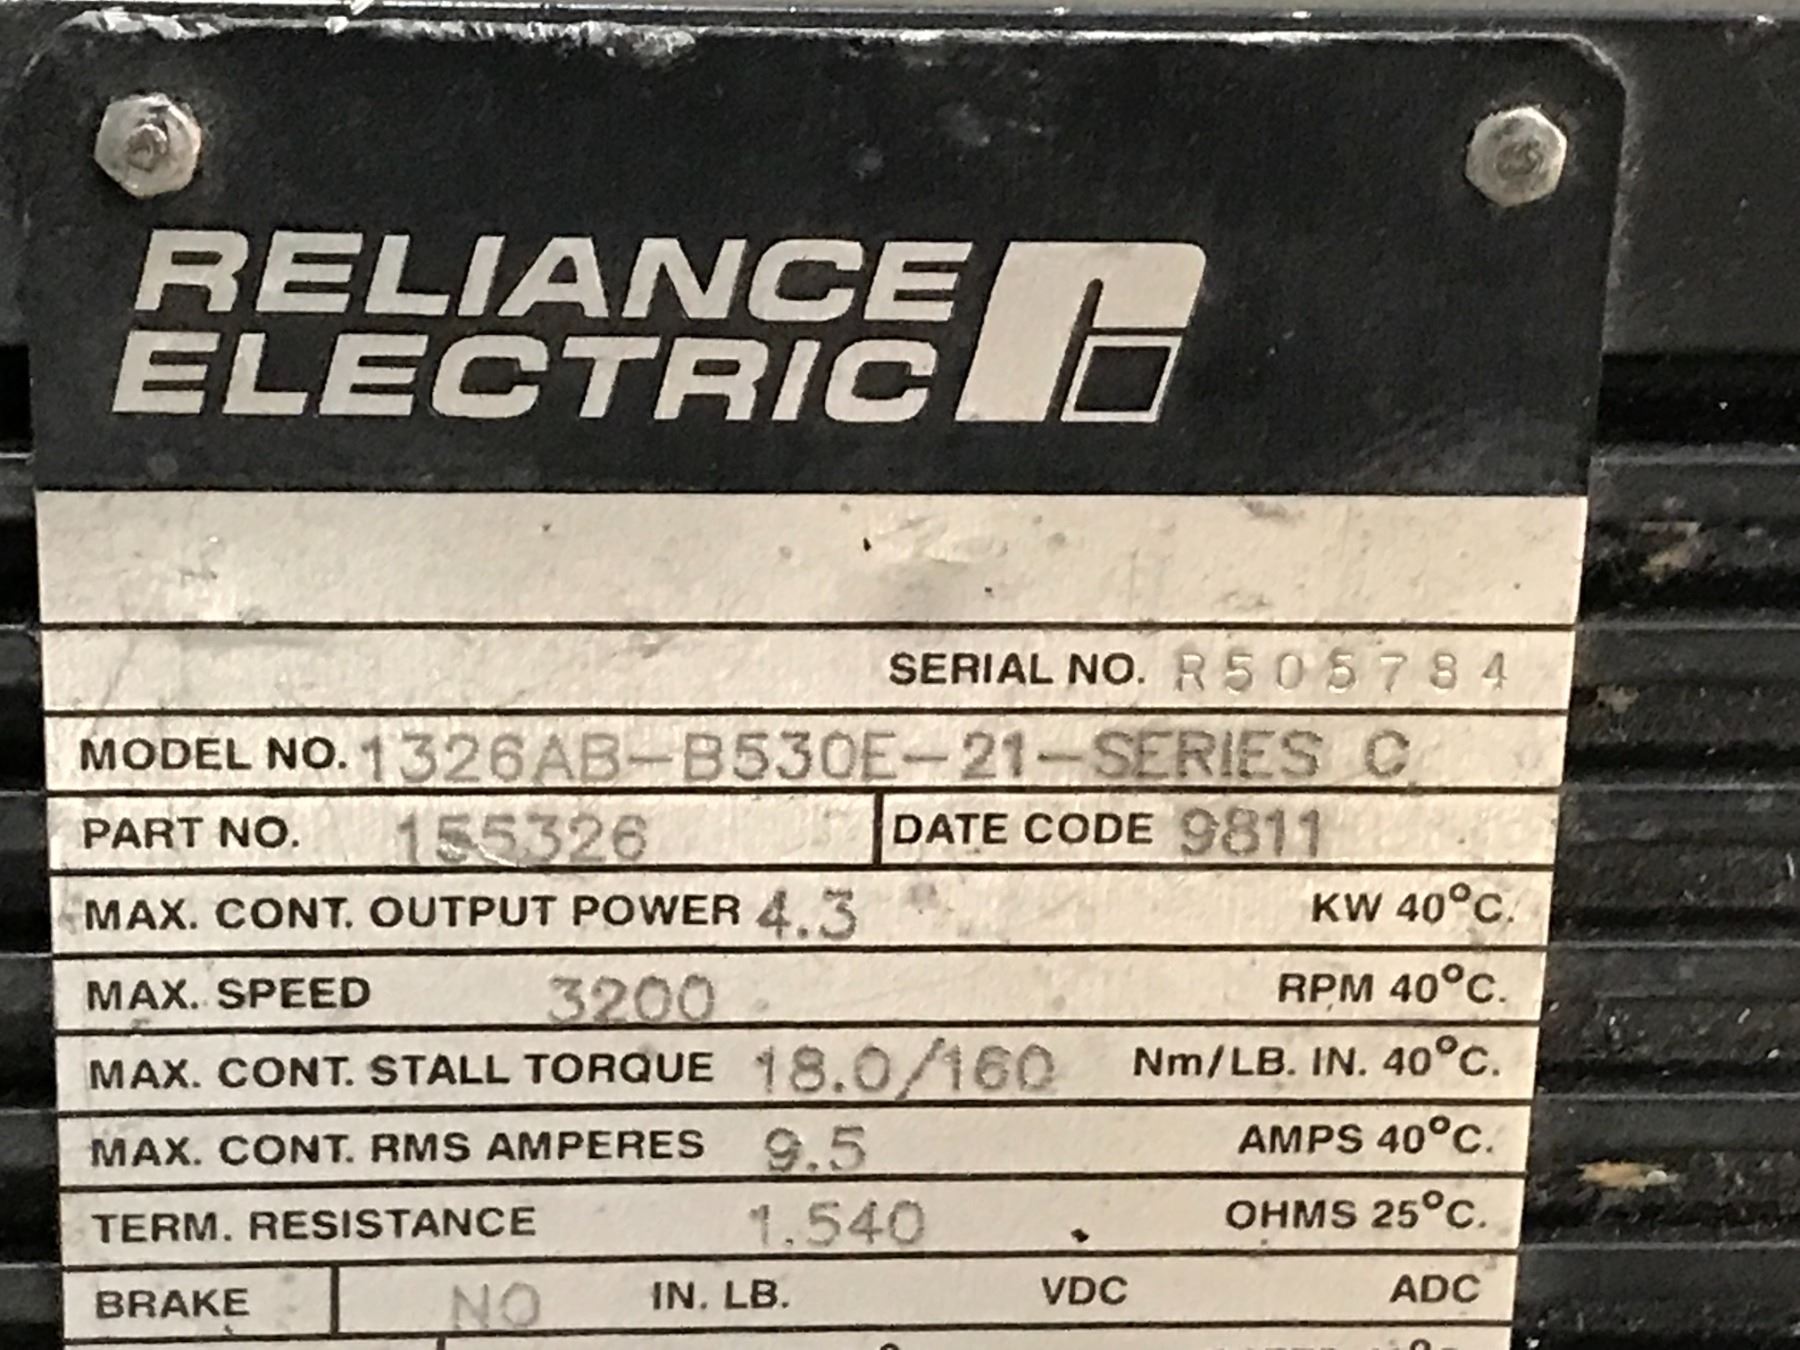 RELIANCE
ELECTRIC
SERIAL NO. R505784
MODEL NO. 1326AB-B530E-21-SERIES C
PART NO. 155326 DATE CODE 9811
MAX. CONT. OUTPUT POWER 4.3 KW 40°C.
MAX. SPEED 3200 RPM 40°C.
MAX. CONT. STALL TORQUE 18.0/160 Nm/LB. IN. 40°C.
MAX. CONT. RMS AMPERES 9.5 AMPS 40°C.
TERM. RESISTANCE 1.540 OHMS 25°C.
BRAKE NO IN. LB. VDC ADC